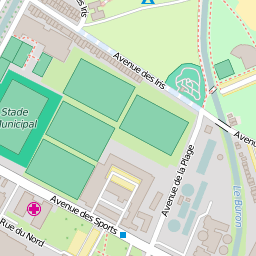 Avenue des Iris
Stade
Municipal
Avenue de la Plage
Avenue
Le Buron
Avenue des Sports
Rue du Nord